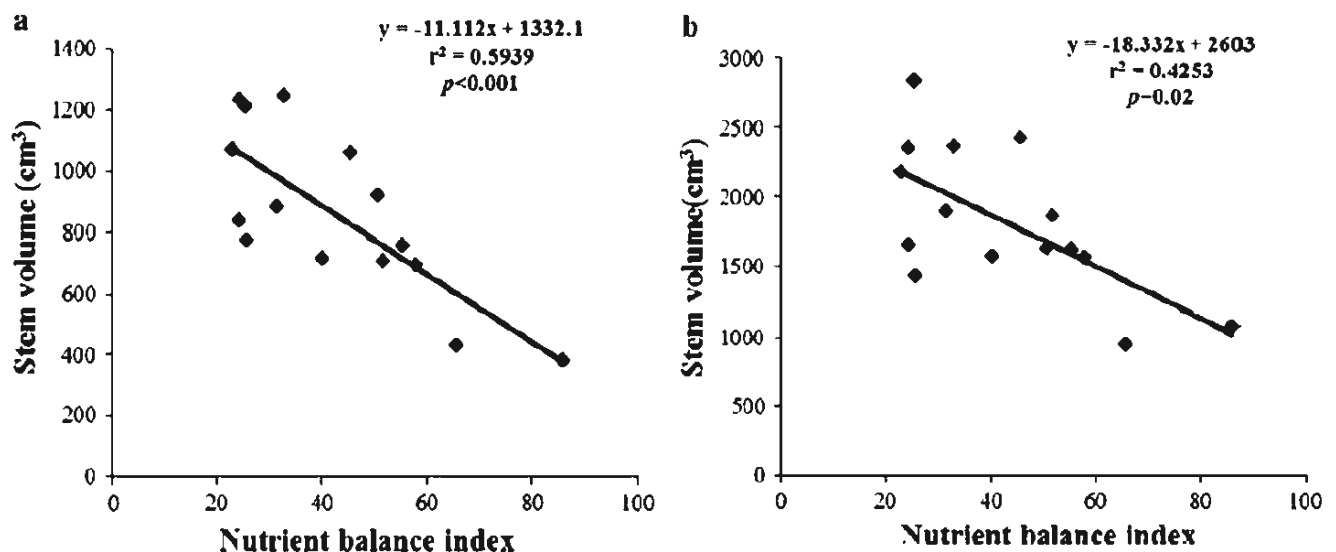 a
y = -11.112x + 1332.1
r² = 0.5939
p<0.001
1400
1200
1000
800
600
400
200
0
0 20 40 60 80 100
Stem volume (cm³)
Nutrient balance index
b
y = -18.332x + 2603
r² = 0.4253
p=0.02
3000
2500
2000
1500
1000
500
0
0 20 40 60 80 100
Stem volume(cm³)
Nutrient balance index